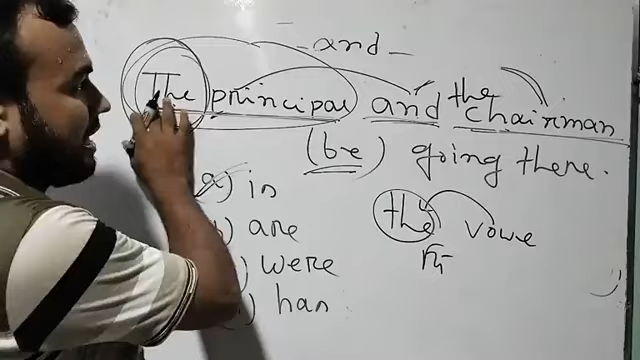 - and -
The principal and the Chairman
(be) going there.
a) is
) are
the vowe
) were
) has